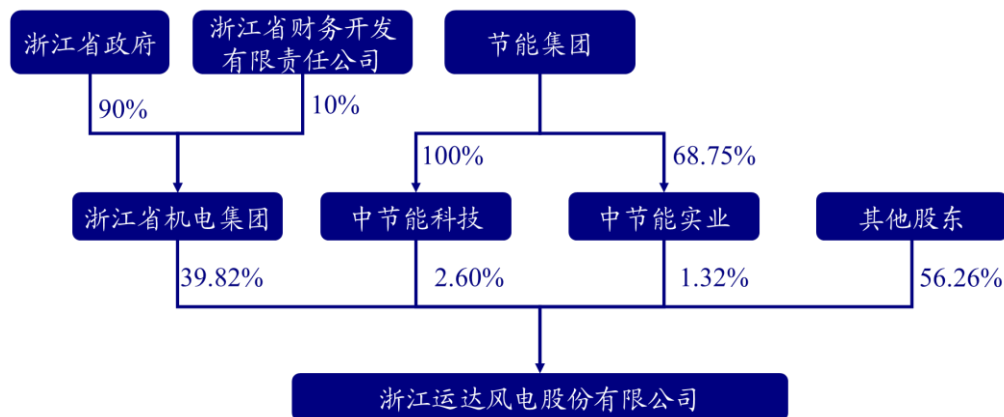 浙江省政府
浙江省财务开发
有限责任公司
节能集团
90%
10%
100%
68.75%
浙江省机电集团
中节能科技
中节能实业
其他股东
39.82%
2.60%
1.32%
56.26%
浙江运达风电股份有限公司